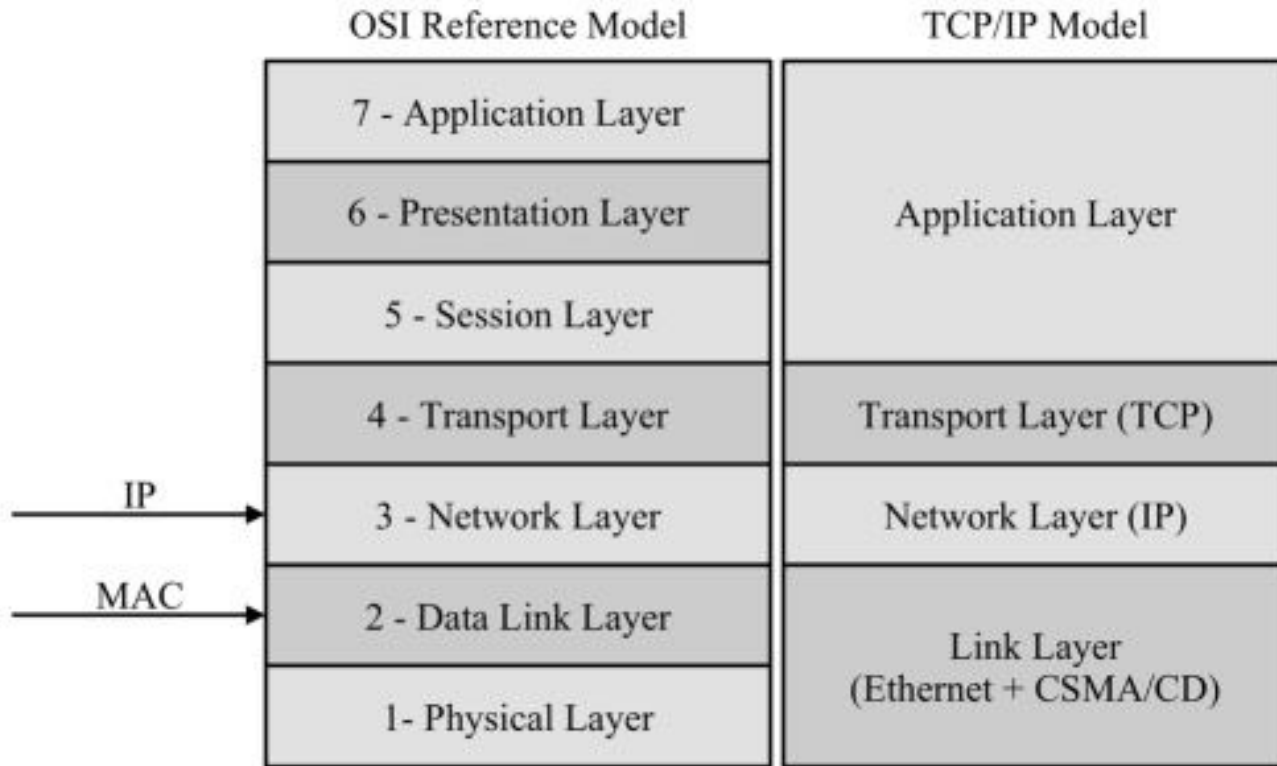 OSI Reference Model
TCP/IP Model
7 - Application Layer
6 - Presentation Layer
5 - Session Layer
4 - Transport Layer
3 - Network Layer
2 - Data Link Layer
1- Physical Layer
Application Layer
Transport Layer (TCP)
Network Layer (IP)
Link Layer
(Ethernet + CSMA/CD)
IP
MAC